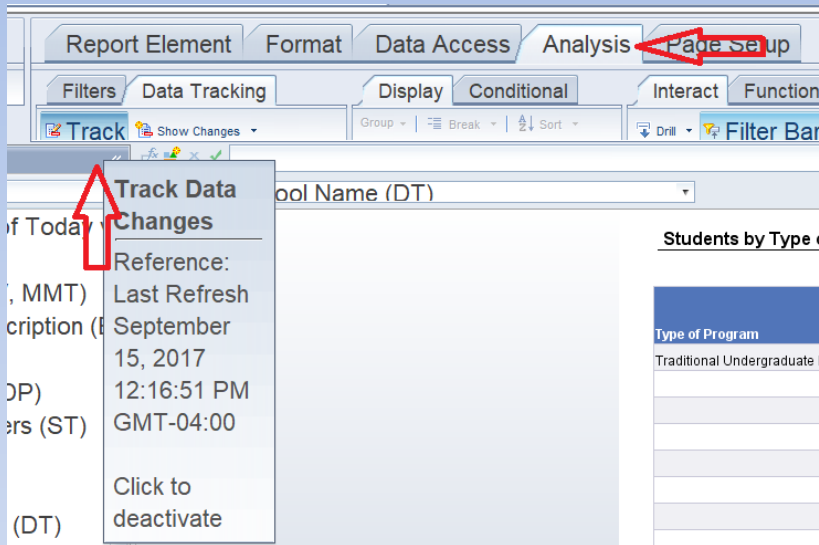 Report Element Format Data Access Analysis Page Setup
Filters Data Tracking Display Conditional Interact Function
Track Show Changes Group Break Sort Drill Filter Bar
Track Data
Changes
Reference:
Last Refresh
September
15, 2017
12:16:51 PM
GMT-04:00
Click to
deactivate
ool Name (DT)
of Today
, MMT)
cription (
OP)
ers (ST)
(DT)
Students by Type
Type of Program
Traditional Undergraduate